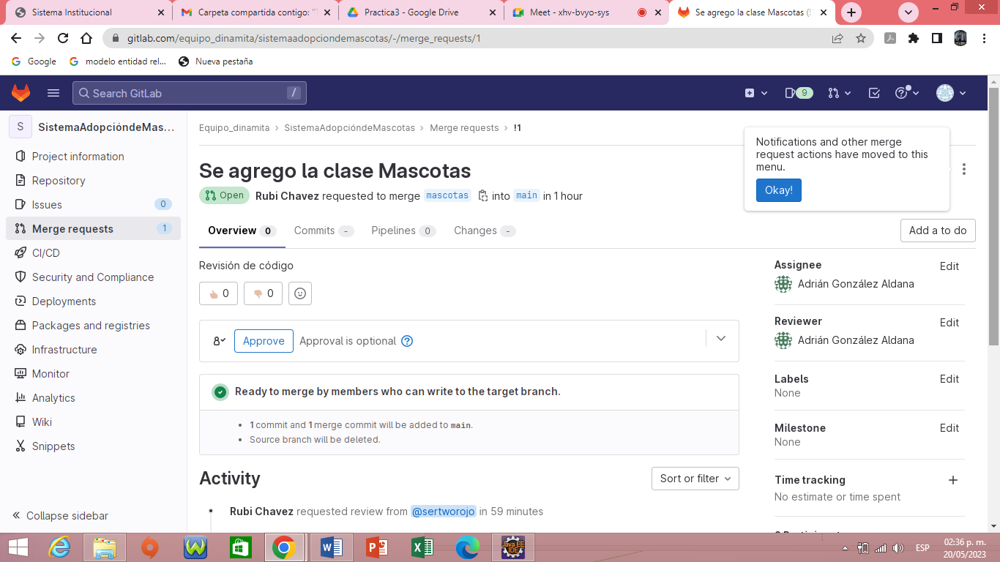 Sistema Institucional
Carpeta compartida contigo: "T
Practica3 - Google Drive
Meet - xhv-bvyo-sys
Se agrego la clase Mascotas (!
gitlab.com/equipo_dinamita/sistemaadopciondemascotas/-/merge_requests/1
Google
modelo entidad rel...
Nueva pestaña
Search GitLab
/
9
S
SistemaAdopcióndeMas...
Project information
Repository
Issues
0
Merge requests
1
CI/CD
Security and Compliance
Deployments
Packages and registries
Infrastructure
Monitor
Analytics
Wiki
Snippets
Collapse sidebar
Equipo_dinamita › SistemaAdopcióndeMascotas › Merge requests › !1
Notifications and other merge
request actions have moved to this
menu.
Okay!
Se agrego la clase Mascotas
Open Rubi Chavez requested to merge mascotas into main in 1 hour
Overview 0 Commits - Pipelines 0 Changes -
Add a to do
Revisión de código
0 0
Approve Approval is optional
Ready to merge by members who can write to the target branch.
1 commit and 1 merge commit will be added to main.
Source branch will be deleted.
Activity
Sort or filter
Rubi Chavez requested review from @sertworojo in 59 minutes
Assignee
Edit
Adrián González Aldana
Reviewer
Edit
Adrián González Aldana
Labels
Edit
None
Milestone
Edit
None
Time tracking
No estimate or time spent
Java EE
IDE
ESP
02:36 p. m.
20/05/2023